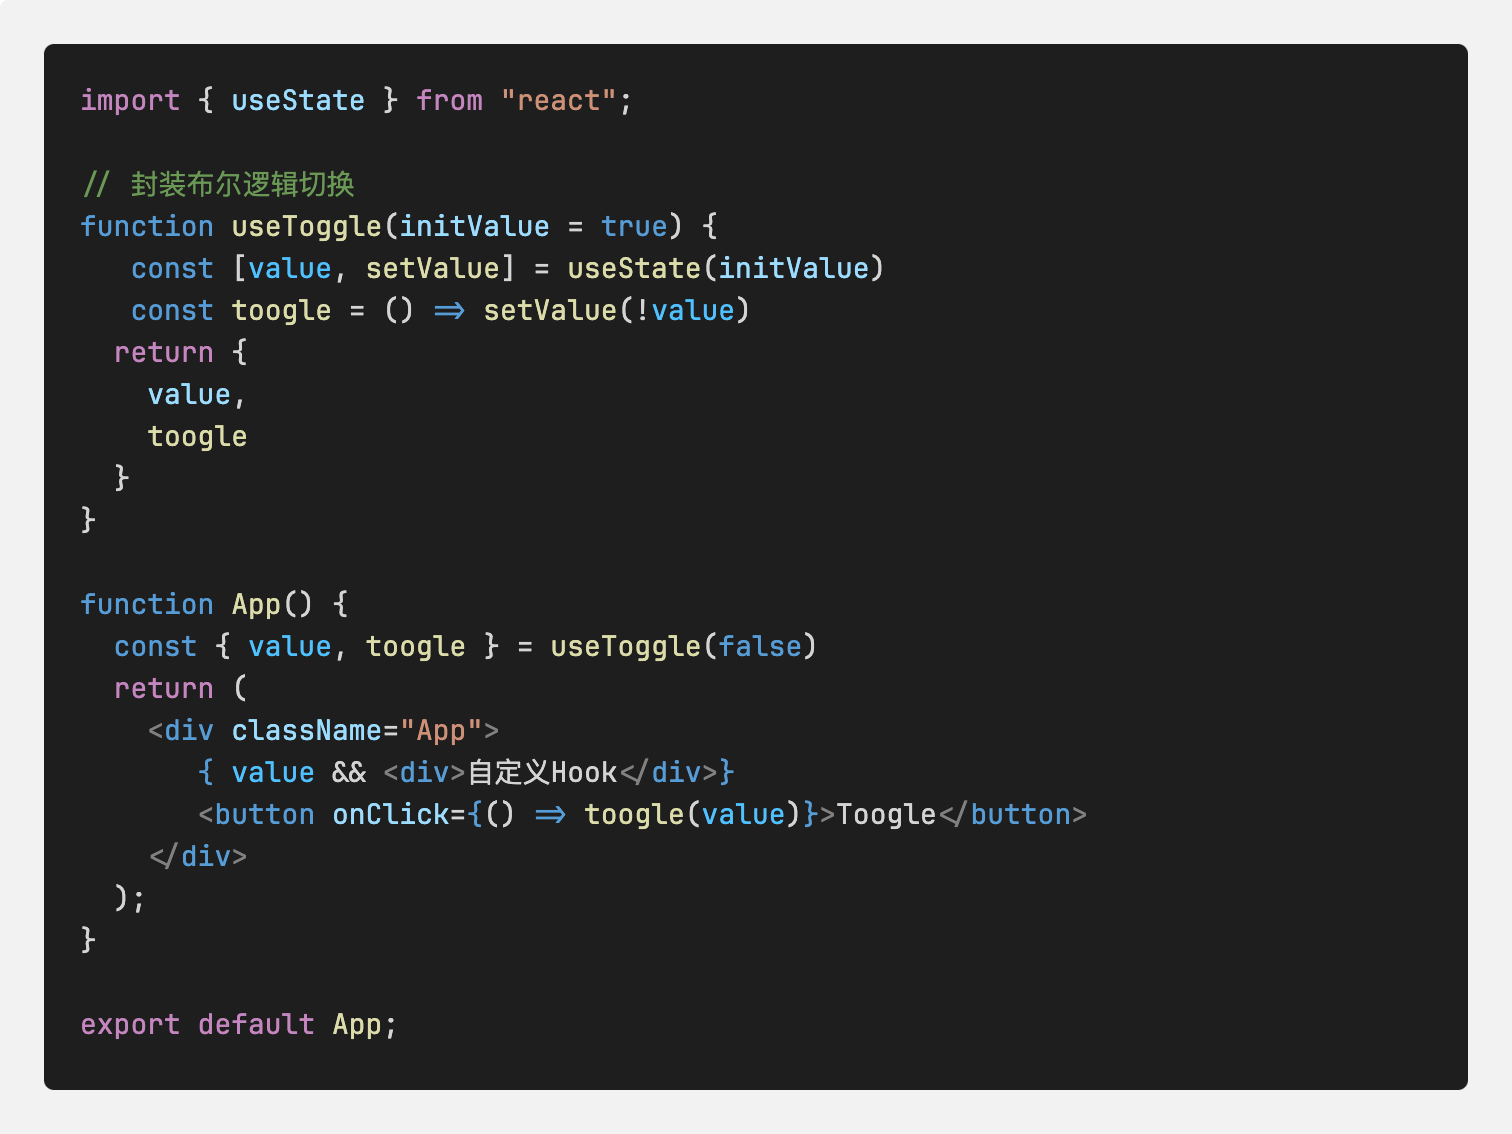 import { useState } from "react";
// 封装布尔逻辑切换
function useToggle(initValue = true) {
const [value, setValue] = useState(initValue)
const toogle = () => setValue(!value)
return {
value,
toogle
}
}
function App() {
const { value, toogle } = useToggle(false)
return (
<div className="App">
{ value && <div>自定义Hook</div>}
<button onClick={() => toogle(value)}>Toogle</button>
</div>
);
}
export default App;